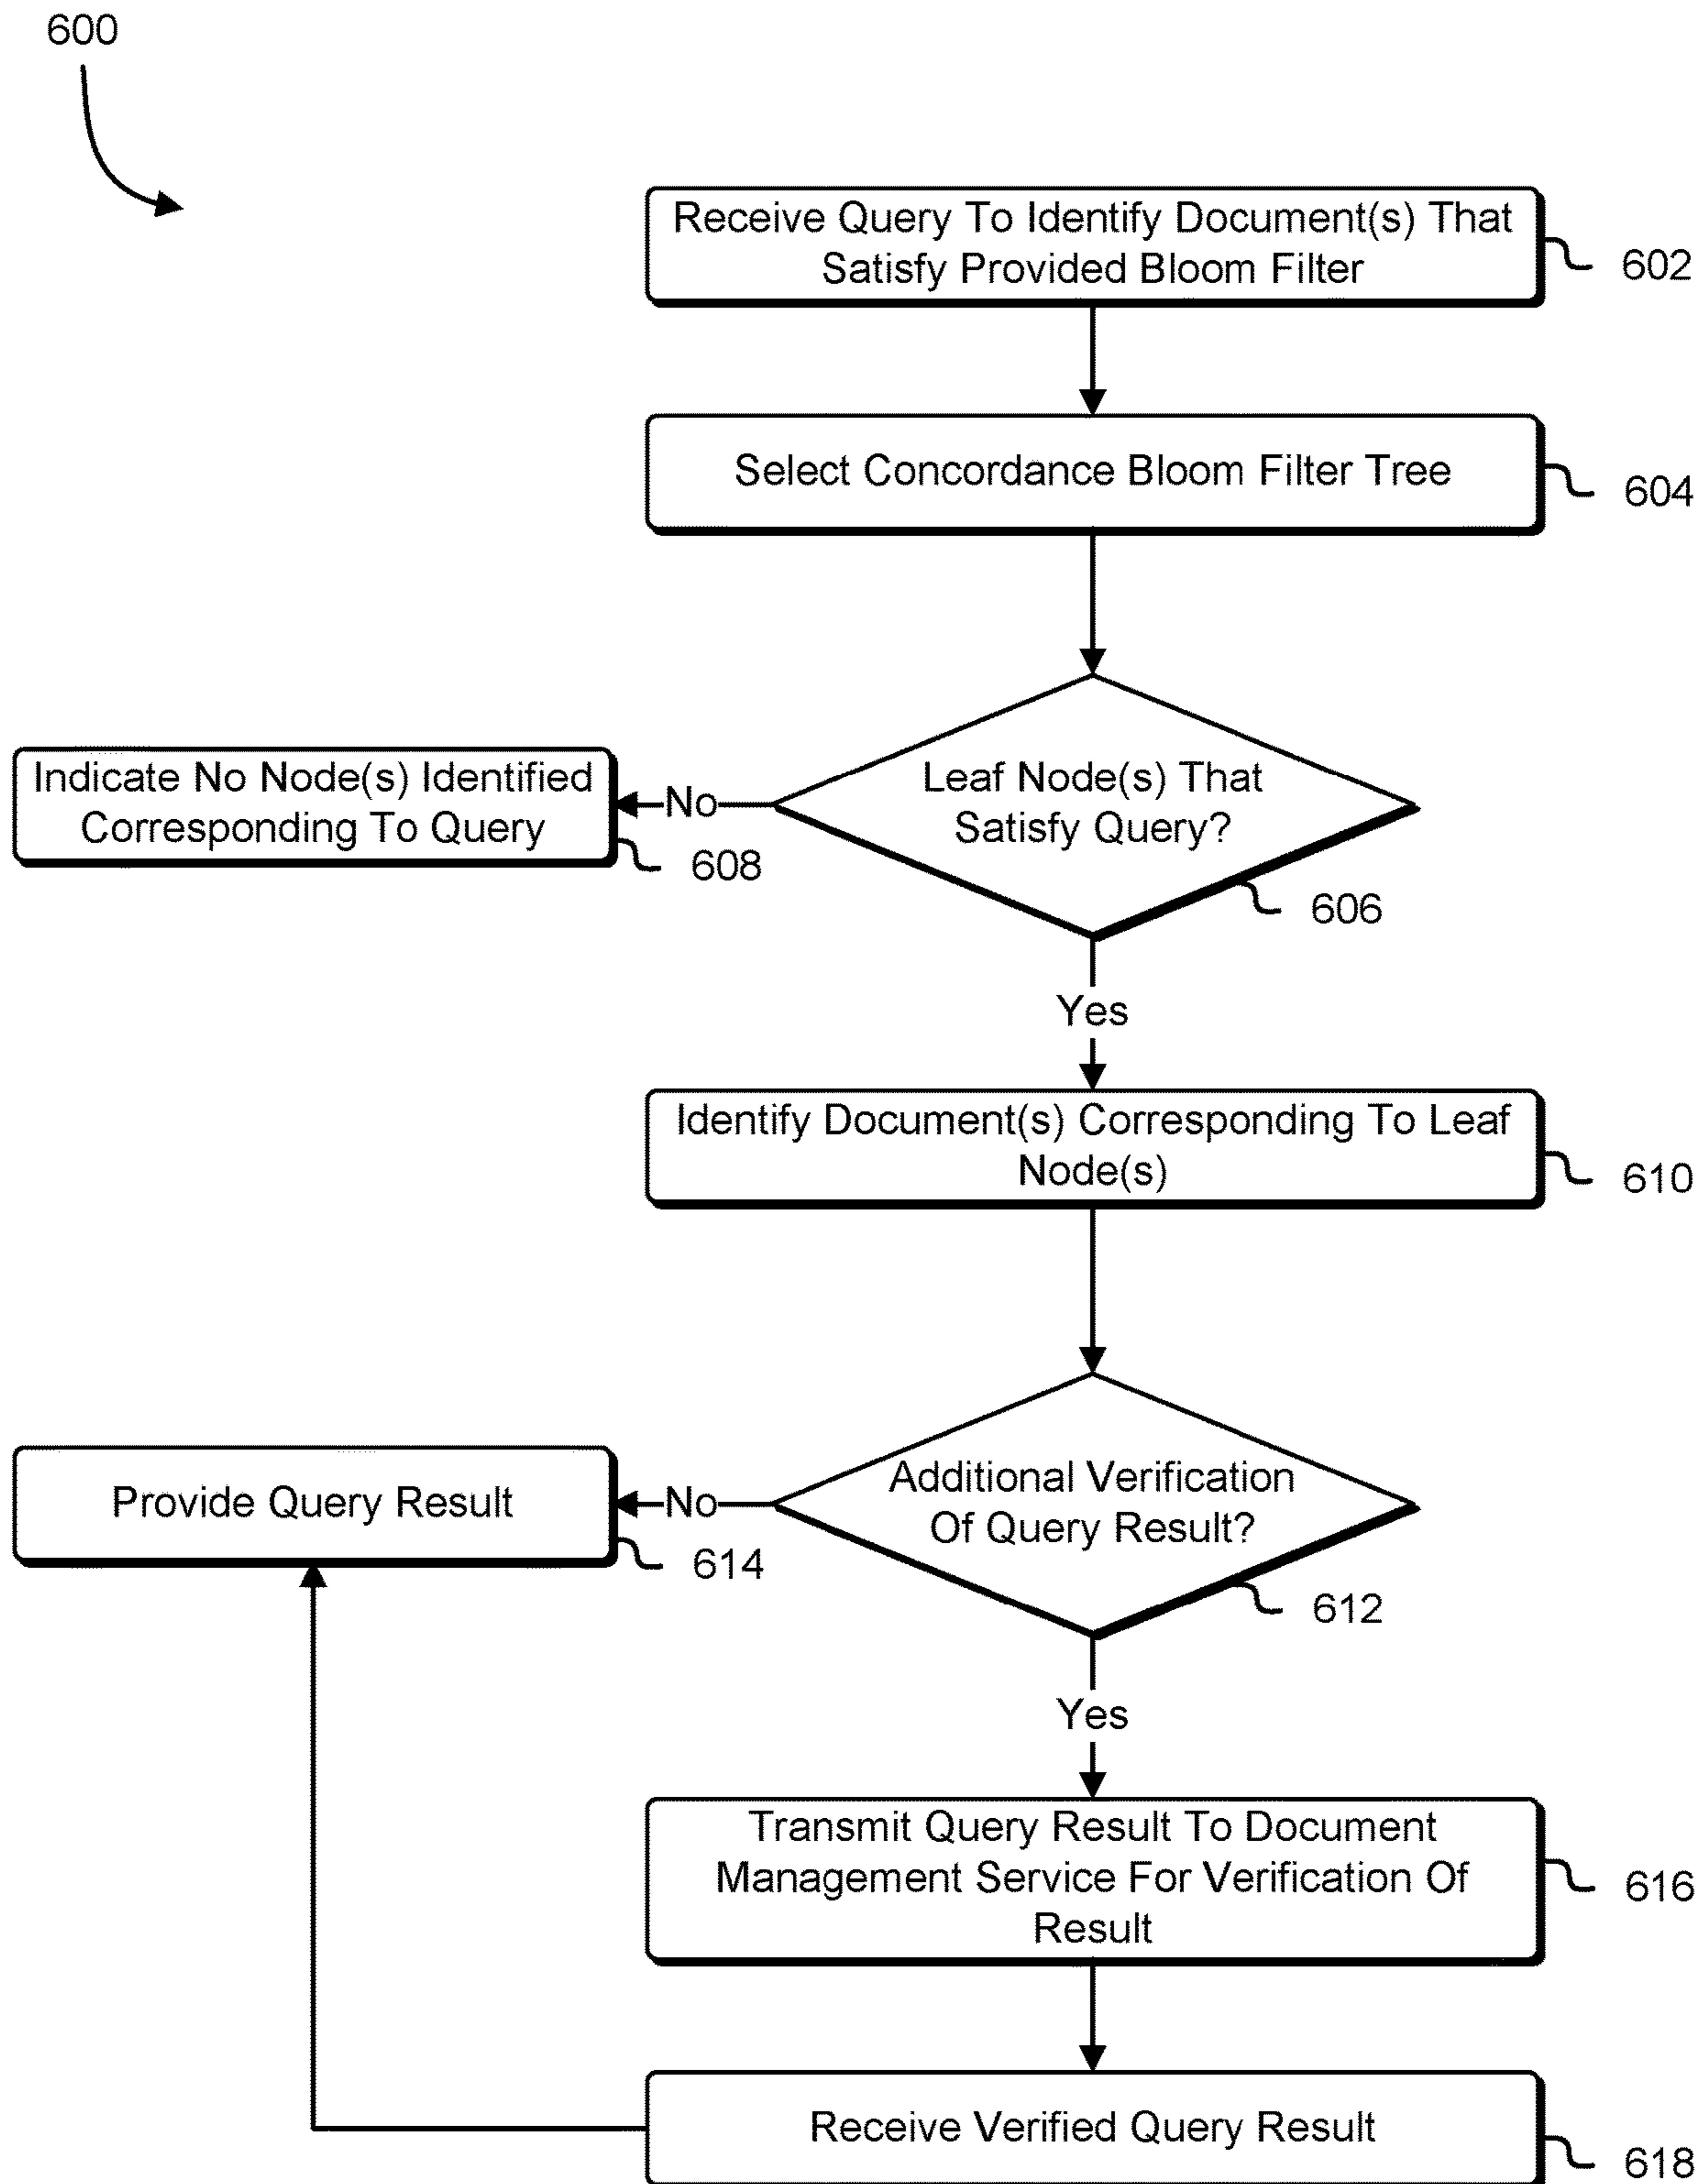 600
Receive Query To Identify Document(s) That
Satisfy Provided Bloom Filter
602
Select Concordance Bloom Filter Tree
604
Leaf Node(s) That
Satisfy Query?
606
No
Indicate No Node(s) Identified
Corresponding To Query
608
Yes
Identify Document(s) Corresponding To Leaf
Node(s)
610
Additional Verification
Of Query Result?
612
No
Provide Query Result
614
Yes
Transmit Query Result To Document
Management Service For Verification Of
Result
616
Receive Verified Query Result
618